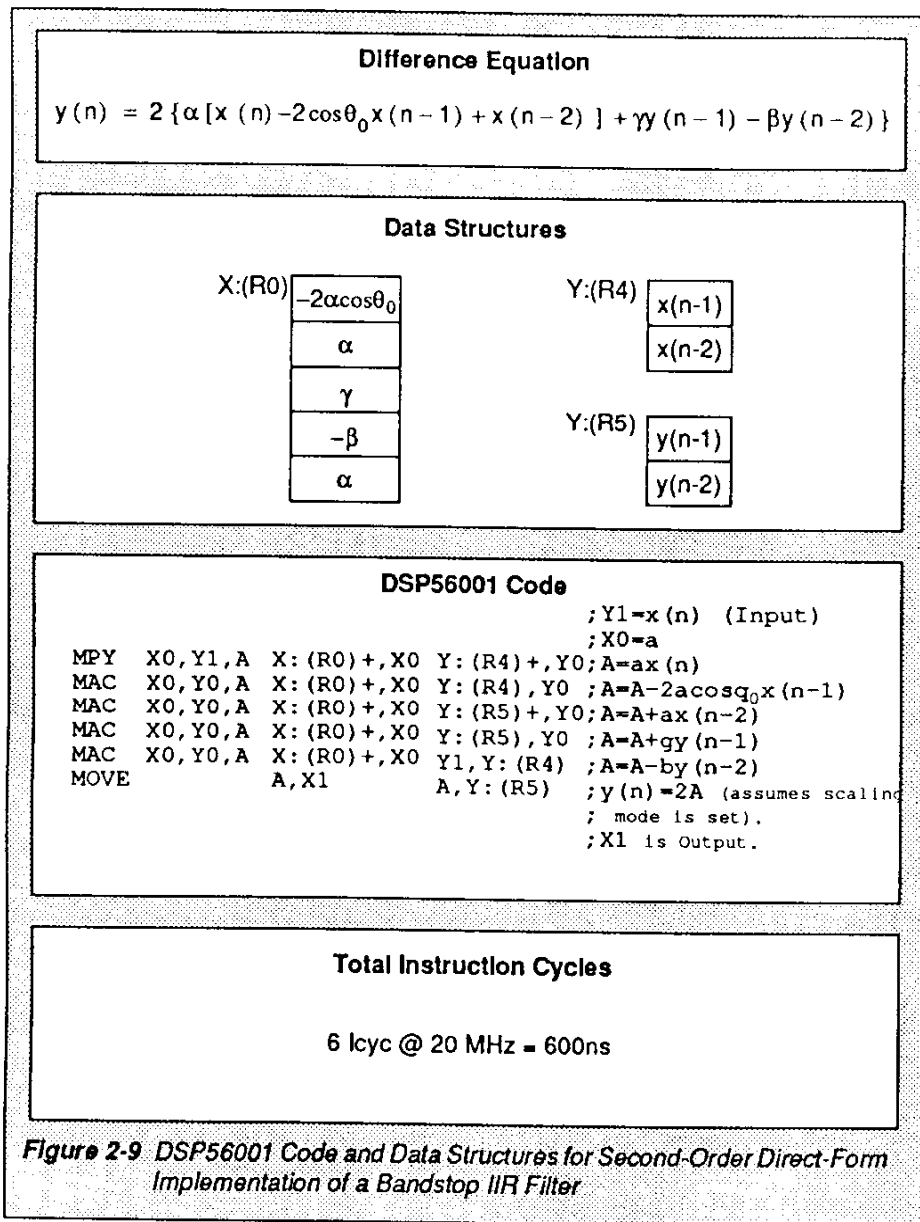 Difference Equation
y(n) = 2{α[x(n)−2cosθ₀x(n−1)+x(n−2)]+γy(n−1)−βy(n−2)}
Data Structures
X:(R0) −2αcosθ₀
α
γ
−β
α
Y:(R4) x(n-1)
x(n-2)
Y:(R5) y(n-1)
y(n-2)
DSP56001 Code
;Y1=x(n) (Input)
;X0=a
MPY X0,Y1,A X:(R0)+,X0 Y:(R4)+,Y0;A=ax(n)
MAC X0,Y0,A X:(R0)+,X0 Y:(R4),Y0 ;A=A-2acosq₀x(n-1)
MAC X0,Y0,A X:(R0)+,X0 Y:(R5)+,Y0;A=A+ax(n-2)
MAC X0,Y0,A X:(R0)+,X0 Y:(R5),Y0 ;A=A+gy(n-1)
MAC X0,Y0,A X:(R0)+,X0 Y1,Y:(R4) ;A=A-by(n-2)
MOVE A,X1 A,Y:(R5) ;y(n)=2A (assumes scaling
; mode is set).
;X1 is Output.
Total Instruction Cycles
6 Icyc @ 20 MHz = 600ns
Figure 2-9 DSP56001 Code and Data Structures for Second-Order Direct-Form
Implementation of a Bandstop IIR Filter